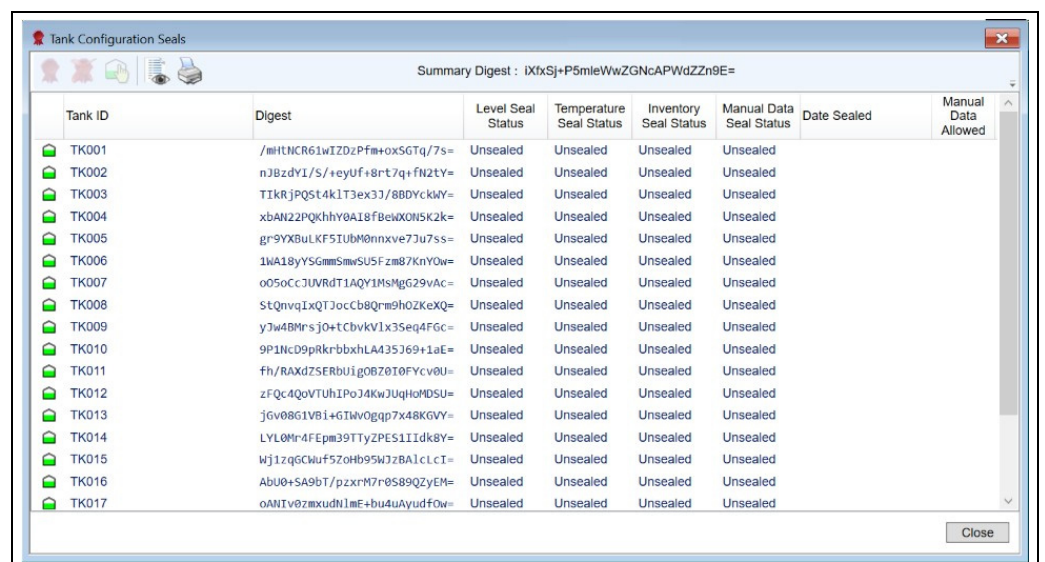 Tank Configuration Seals
Summary Digest : iXfxSj+P5mleWwZGNcAPWdZZn9E=
Tank ID Digest Level Seal Status Temperature Seal Status Inventory Seal Status Manual Data Seal Status Date Sealed Manual Data Allowed
TK001 /mHtNCR61wIZDzPfm+oxSGTq/7s= Unsealed Unsealed Unsealed Unsealed
TK002 nJBzdYI/S/+eyUf+8rt7q+fN2tY= Unsealed Unsealed Unsealed Unsealed
TK003 TIkRjPQSt4klT3ex3J/8BDYckWY= Unsealed Unsealed Unsealed Unsealed
TK004 xbAN22PQKhhY0AI8fBeWXON5K2k= Unsealed Unsealed Unsealed Unsealed
TK005 gr9YXBuLKF5IUbM0nnxve7Ju7ss= Unsealed Unsealed Unsealed Unsealed
TK006 1WA18yYSGmmSmwSU5Fzm87KnYOw= Unsealed Unsealed Unsealed Unsealed
TK007 oO5oCcJUVRdT1AQY1MsMgG29vAc= Unsealed Unsealed Unsealed Unsealed
TK008 StQnvqIxQTJocCb8Qrm9hOZKeXQ= Unsealed Unsealed Unsealed Unsealed
TK009 yJw4BMrsjO+tCbvkVlx3Seq4FGc= Unsealed Unsealed Unsealed Unsealed
TK010 9P1NcD9pRkrbbxhLA435J69+1aE= Unsealed Unsealed Unsealed Unsealed
TK011 fh/RAXdZSERbUigOBZ0I0FYcv0U= Unsealed Unsealed Unsealed Unsealed
TK012 zFQc4QoVTUhIPoJ4KwJUqHoMDSU= Unsealed Unsealed Unsealed Unsealed
TK013 jGv08G1VBi+GIWvOgqp7x48KGVY= Unsealed Unsealed Unsealed Unsealed
TK014 LYL0Mr4FEpm39TTyZPES1IIdk8Y= Unsealed Unsealed Unsealed Unsealed
TK015 Wj1zqGCWuf5ZoHb95WJzBAlcLcI= Unsealed Unsealed Unsealed Unsealed
TK016 AbU0+SA9bT/pzxrM7r0S89QZyEM= Unsealed Unsealed Unsealed Unsealed
TK017 oANIv0zmxudNlmE+bu4uAyudfOw= Unsealed Unsealed Unsealed Unsealed
Close